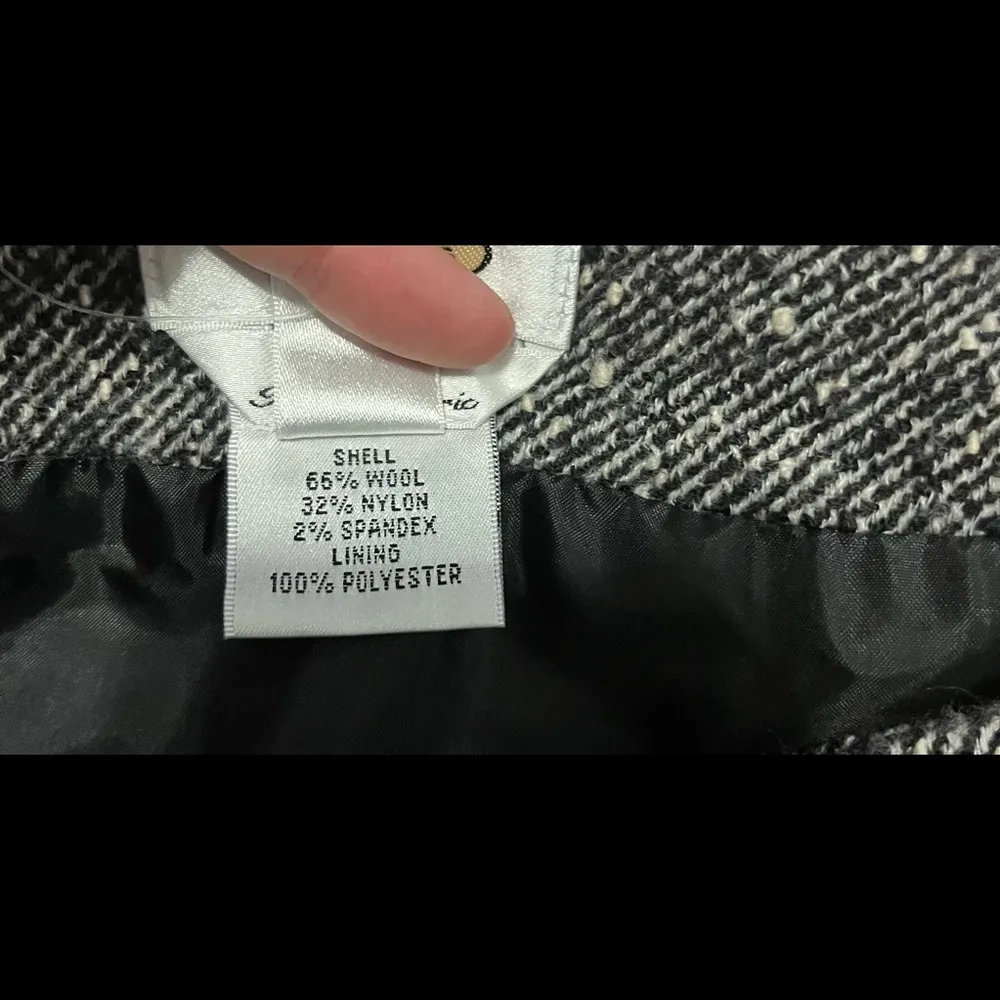 SHELL
66% WOOL
32% NYLON
2% SPANDEX
LINING
100% POLYESTER